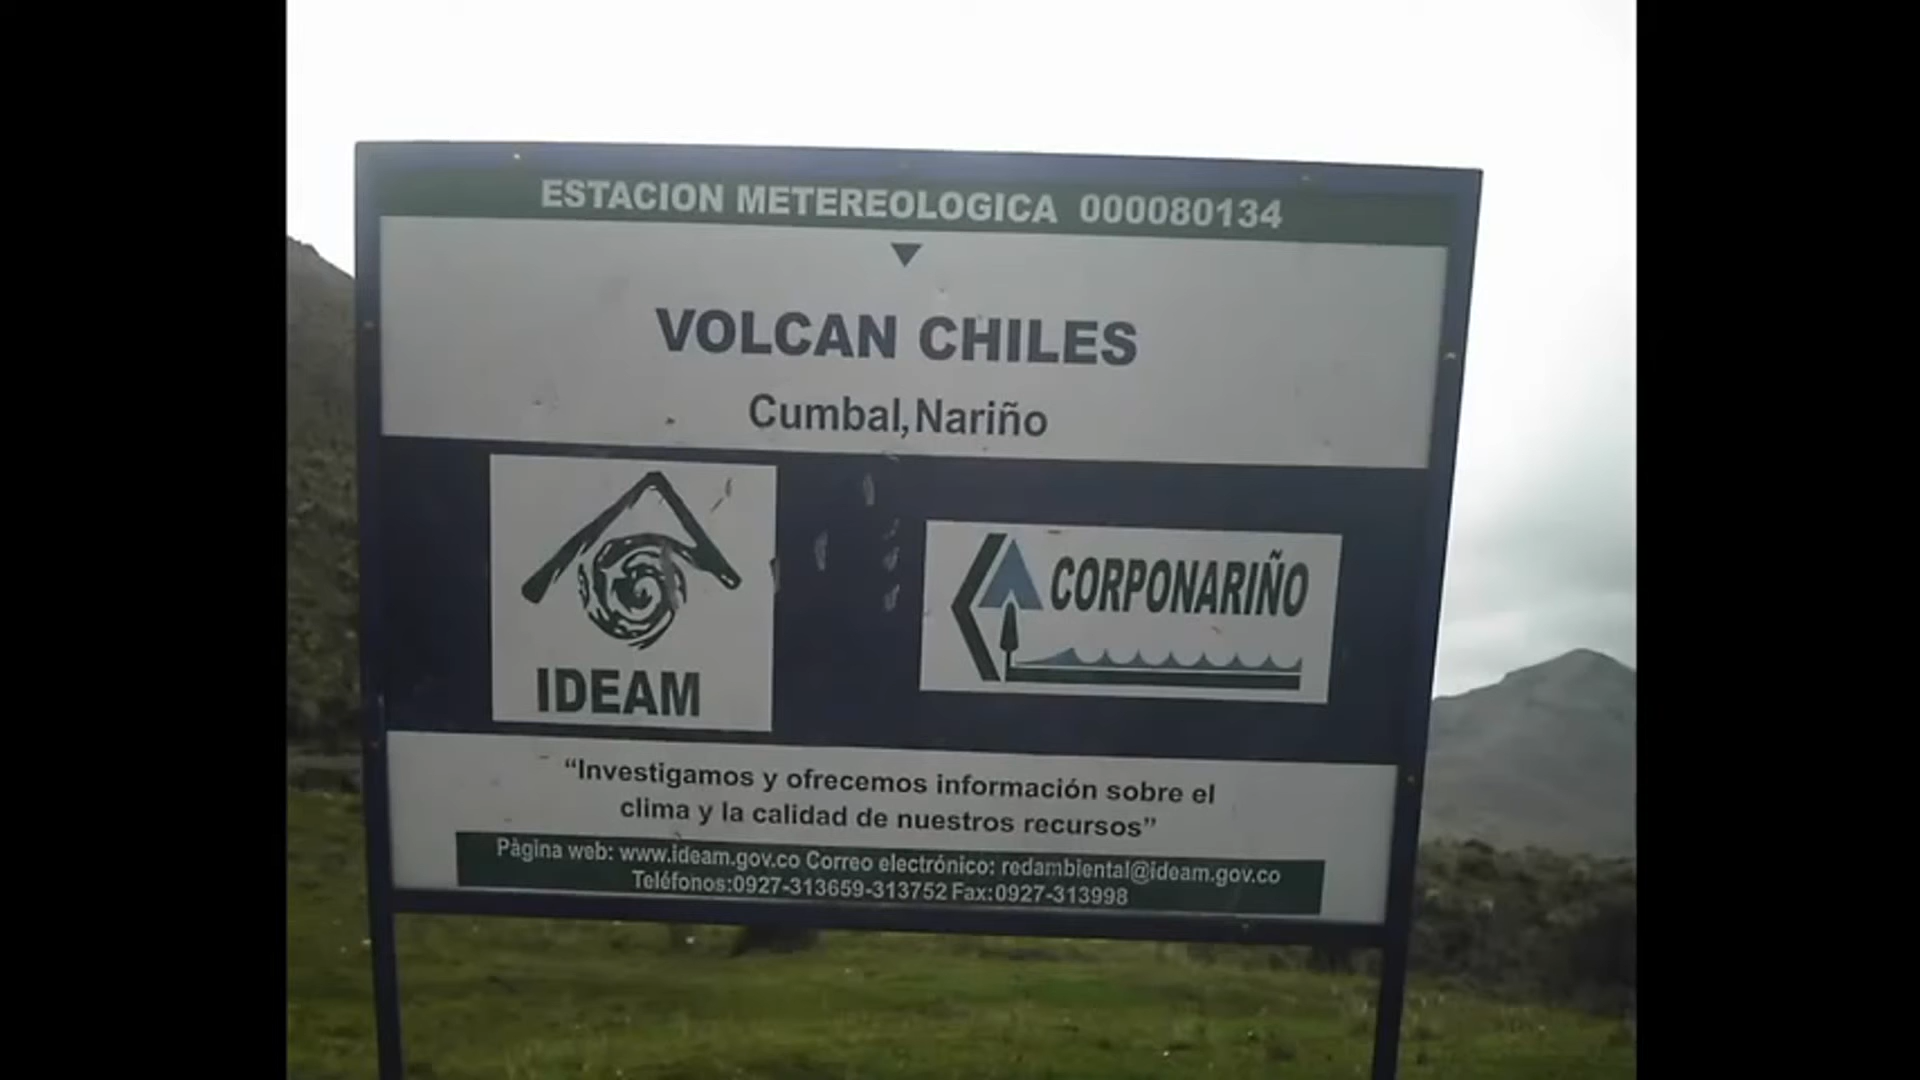 ESTACION METEREOLOGICA 000080134
VOLCAN CHILES
Cumbal,Nariño
IDEAM
CORPONARIÑO
“Investigamos y ofrecemos información sobre el
clima y la calidad de nuestros recursos”
Pàgina web: www.ideam.gov.co Correo electrónico: redambiental@ideam.gov.co
Teléfonos:0927-313659-313752 Fax:0927-313998